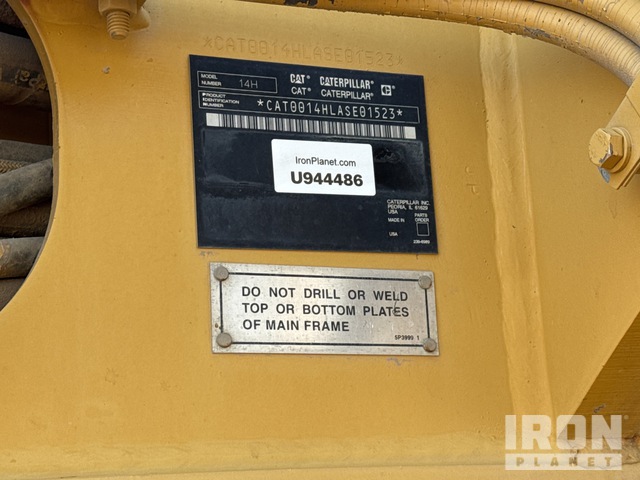 *CAT0014HLASE01523*
MODEL NUMBER 14H CAT CATERPILLAR
CAT CATERPILLAR
PRODUCT IDENTIFICATION NUMBER
*CAT0014HLASE01523*
IronPlanet.com
U944486
CATERPILLAR INC.
PEORIA, IL 61629
USA
MADE IN
PARTS ORDER
USA
DO NOT DRILL OR WELD
TOP OR BOTTOM PLATES
OF MAIN FRAME
5P3999 1
IRON
PLANET